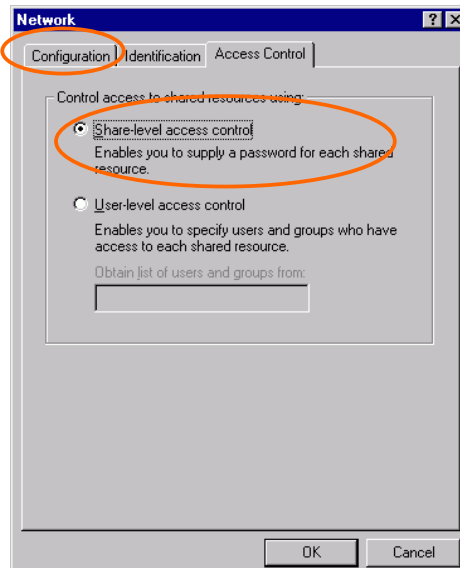 Network
Configuration Identification Access Control
Control access to shared resources using:
Share-level access control
Enables you to supply a password for each shared
resource.
User-level access control
Enables you to specify users and groups who have
access to each shared resource.
Obtain list of users and groups from:
OK Cancel